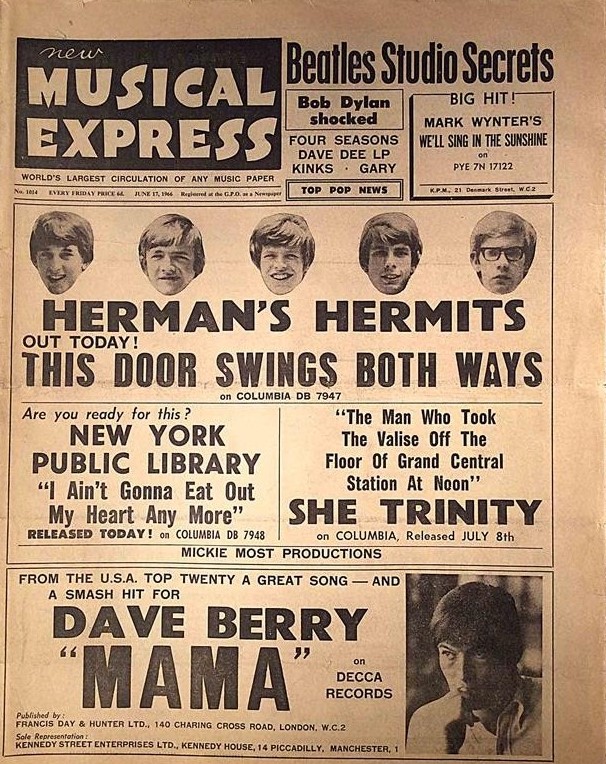 new
MUSICAL
EXPRESS
WORLD'S LARGEST CIRCULATION OF ANY MUSIC PAPER
No. 1014 EVERY FRIDAY PRICE 6d. JUNE 17, 1966 Registered at the G.P.O. as a Newspaper
Beatles Studio Secrets
Bob Dylan
shocked
FOUR SEASONS
DAVE DEE LP
KINKS · GARY
TOP POP NEWS
BIG HIT!
MARK WYNTER'S
WE'LL SING IN THE SUNSHINE
on
PYE 7N 17122
K.P.M., 21 Denmark Street, W.C.2
HERMAN'S HERMITS
OUT TODAY!
THIS DOOR SWINGS BOTH WAYS
on COLUMBIA DB 7947
Are you ready for this?
NEW YORK
PUBLIC LIBRARY
"I Ain't Gonna Eat Out
My Heart Any More"
RELEASED TODAY! on COLUMBIA DB 7948
"The Man Who Took
The Valise Off The
Floor Of Grand Central
Station At Noon"
SHE TRINITY
on COLUMBIA, Released JULY 8th
MICKIE MOST PRODUCTIONS
FROM THE U.S.A. TOP TWENTY A GREAT SONG — AND
A SMASH HIT FOR
DAVE BERRY
"MAMA"
on
DECCA
RECORDS
Published by:
FRANCIS DAY & HUNTER LTD., 140 CHARING CROSS ROAD, LONDON, W.C.2
Sole Representation:
KENNEDY STREET ENTERPRISES LTD., KENNEDY HOUSE, 14 PICCADILLY, MANCHESTER, 1